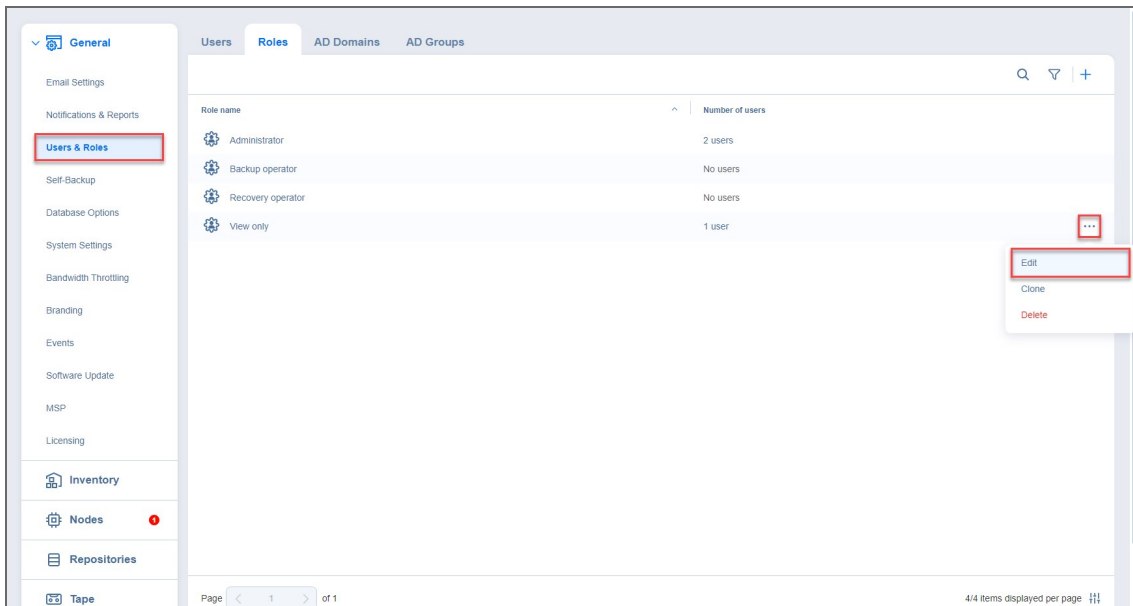 General
Email Settings
Notifications & Reports
Users & Roles
Self-Backup
Database Options
System Settings
Bandwidth Throttling
Branding
Events
Software Update
MSP
Licensing
Inventory
Nodes 1
Repositories
Tape
Users Roles AD Domains AD Groups
Role name Number of users
Administrator 2 users
Backup operator No users
Recovery operator No users
View only 1 user
Edit
Clone
Delete
Page 1 of 1 4/4 items displayed per page